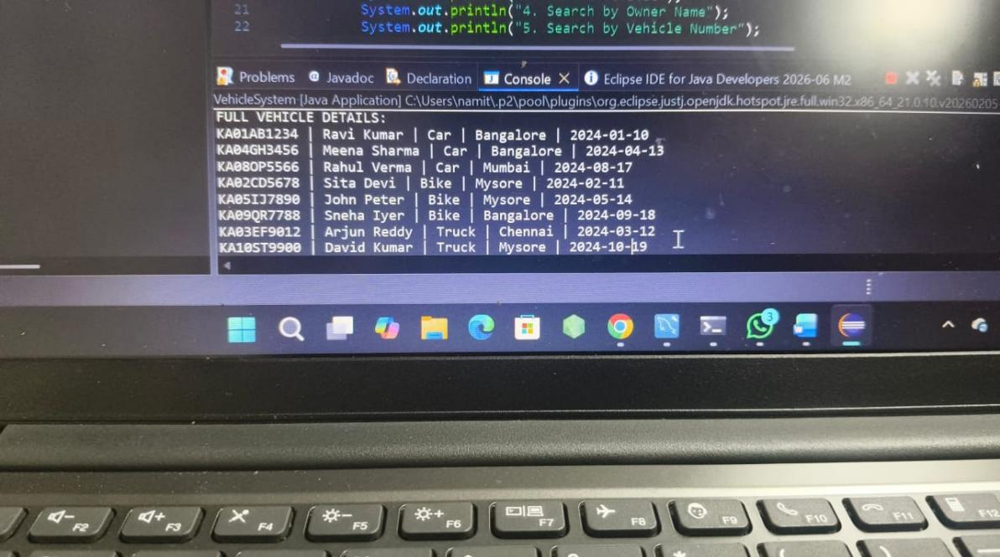 21 System.out.println("4. Search by Owner Name");
22 System.out.println("5. Search by Vehicle Number");
Problems Javadoc Declaration Console Eclipse IDE for Java Developers 2026-06 M2
VehicleSystem [Java Application] C:\Users\namit\.p2\pool\plugins\org.eclipse.justj.openjdk.hotspot.jre.full.win32.x86_64_21.0.10.v20260205
FULL VEHICLE DETAILS:
KA01AB1234 | Ravi Kumar | Car | Bangalore | 2024-01-10
KA04GH3456 | Meena Sharma | Car | Bangalore | 2024-04-13
KA08OP5566 | Rahul Verma | Car | Mumbai | 2024-08-17
KA02CD5678 | Sita Devi | Bike | Mysore | 2024-02-11
KA05IJ7890 | John Peter | Bike | Mysore | 2024-05-14
KA09QR7788 | Sneha Iyer | Bike | Bangalore | 2024-09-18
KA03EF9012 | Arjun Reddy | Truck | Chennai | 2024-03-12
KA10ST9900 | David Kumar | Truck | Mysore | 2024-10-19
3
F2 F3 F4 F5 F6 F7 F8 F9 F10 F11 F12